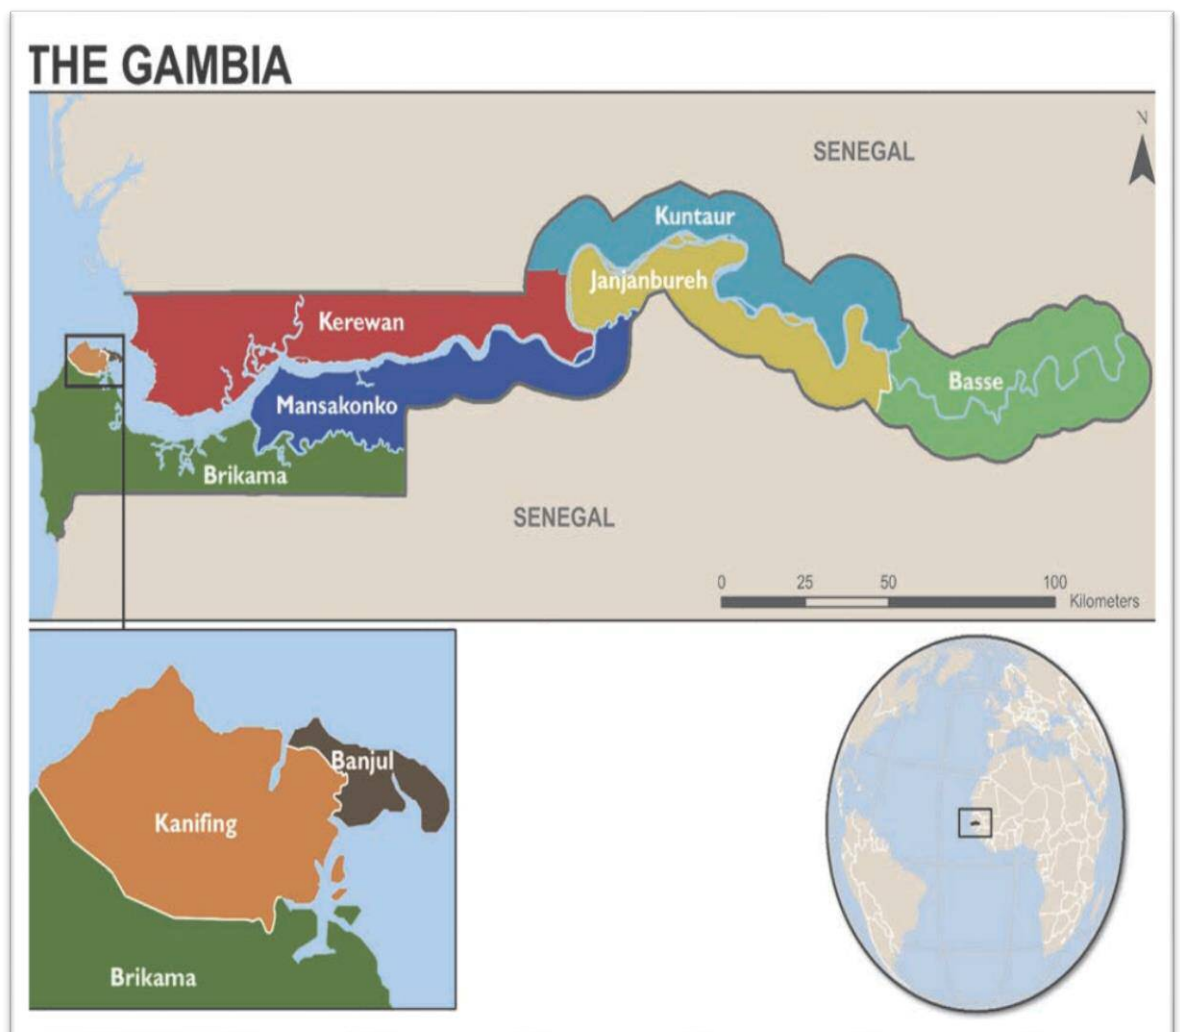 THE GAMBIA
N
SENEGAL
Kuntaur
Janjanbureh
Kerewan
Basse
Mansakonko
Brikama
SENEGAL
0 25 50 100
Kilometers
Banjul
Kanifing
Brikama